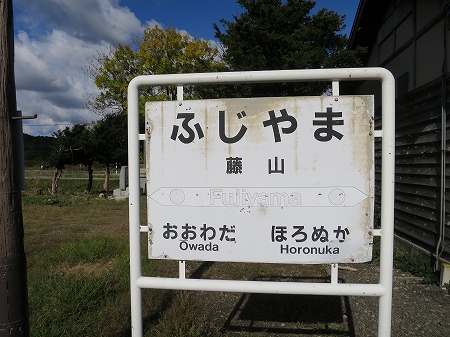 ふじやま
藤山
Fujiyama
おおわだ ほろぬか
Owada Horonuka